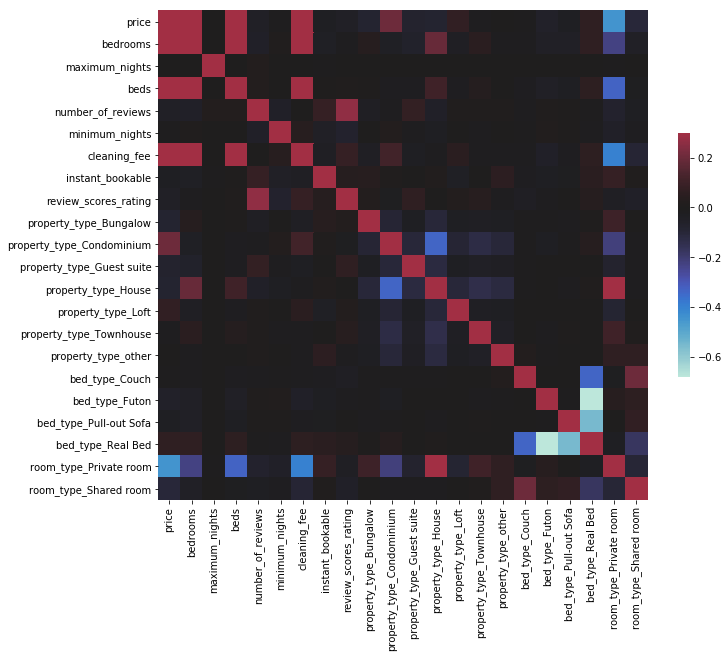 price
bedrooms
maximum_nights
beds
number_of_reviews
minimum_nights
cleaning_fee
instant_bookable
review_scores_rating
property_type_Bungalow
property_type_Condominium
property_type_Guest suite
property_type_House
property_type_Loft
property_type_Townhouse
property_type_other
bed_type_Couch
bed_type_Futon
bed_type_Pull-out Sofa
bed_type_Real Bed
room_type_Private room
room_type_Shared room
price
bedrooms
maximum_nights
beds
number_of_reviews
minimum_nights
cleaning_fee
instant_bookable
review_scores_rating
property_type_Bungalow
property_type_Condominium
property_type_Guest suite
property_type_House
property_type_Loft
property_type_Townhouse
property_type_other
bed_type_Couch
bed_type_Futon
bed_type_Pull-out Sofa
bed_type_Real Bed
room_type_Private room
room_type_Shared room
0.2
0.0
−0.2
−0.4
−0.6